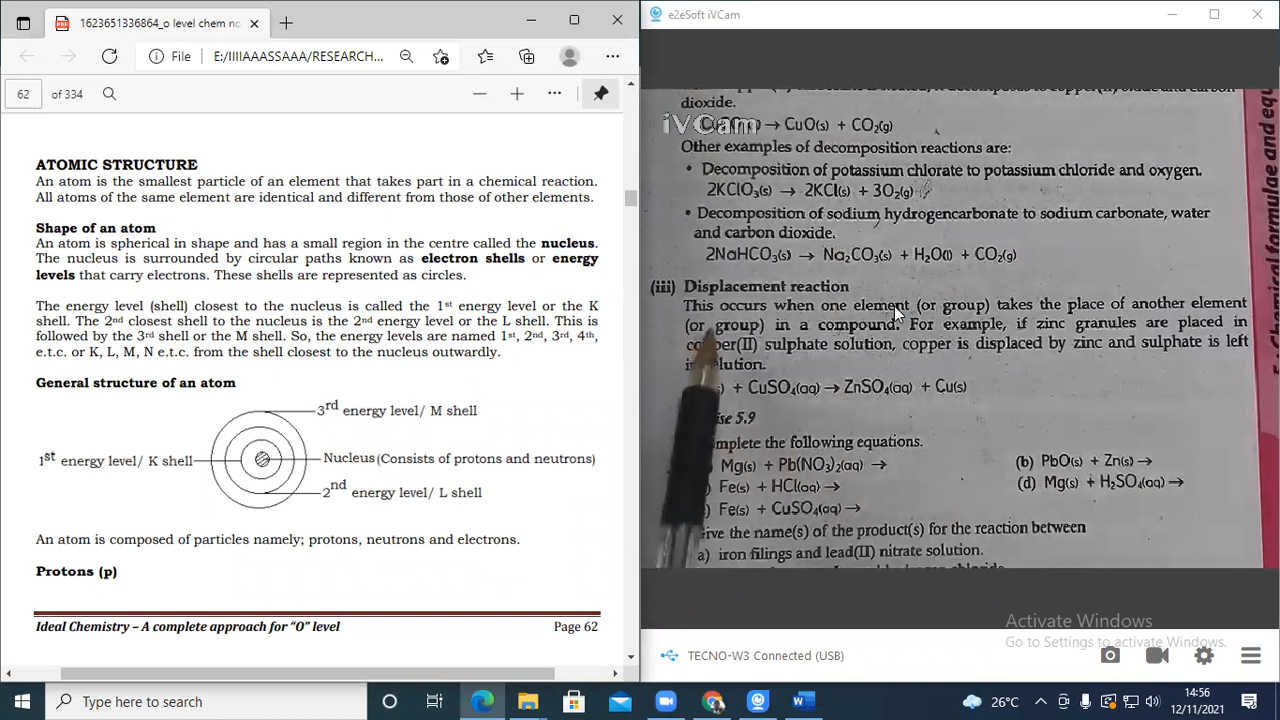 1623651336864_o level chem no
File
E:/IIIIAAASSAAA/RESEARCH...
62 of 334
ATOMIC STRUCTURE
An atom is the smallest particle of an element that takes part in a chemical reaction.
All atoms of the same element are identical and different from those of other elements.
Shape of an atom
An atom is spherical in shape and has a small region in the centre called the nucleus.
The nucleus is surrounded by circular paths known as electron shells or energy
levels that carry electrons. These shells are represented as circles.
The energy level (shell) closest to the nucleus is called the 1st energy level or the K
shell. The 2nd closest shell to the nucleus is the 2nd energy level or the L shell. This is
followed by the 3rd shell or the M shell. So, the energy levels are named 1st, 2nd, 3rd, 4th,
e.t.c. or K, L, M, N e.t.c. from the shell closest to the nucleus outwardly.
General structure of an atom
3rd energy level/ M shell
1st energy level/ K shell
Nucleus (Consists of protons and neutrons)
2nd energy level/ L shell
An atom is composed of particles namely; protons, neutrons and electrons.
Protons (p)
Ideal Chemistry – A complete approach for "O" level
Page 62
e2eSoft iVCam
iVCam
dioxide.
→ CuO(s) + CO₂(g)
Other examples of decomposition reactions are:
• Decomposition of potassium chlorate to potassium chloride and oxygen.
2KClO₃(s) → 2KCl(s) + 3O₂(g)
• Decomposition of sodium hydrogencarbonate to sodium carbonate, water
and carbon dioxide.
2NaHCO₃(s) → Na₂CO₃(s) + H₂O(l) + CO₂(g)
(iii) Displacement reaction
This occurs when one element (or group) takes the place of another element
(or group) in a compound. For example, if zinc granules are placed in
(II) sulphate solution, copper is displaced by zinc and sulphate is left
+ CuSO₄(aq) → ZnSO₄(aq) + Cu(s)
5.9
the following equations.
Mg(s) + Pb(NO₃)₂(aq) →
(b) PbO(s) + Zn(s) →
Fe(s) + HCl(aq) →
(d) Mg(s) + H₂SO₄(aq) →
Fe(s) + CuSO₄(aq) →
the name(s) of the product(s) for the reaction between
a) iron filings and lead(II) nitrate solution.
5 Chemical formulae and
Activate Windows
Go to Settings to activate Windows.
TECNO-W3 Connected (USB)
Type here to search
26°C
14:56
12/11/2021